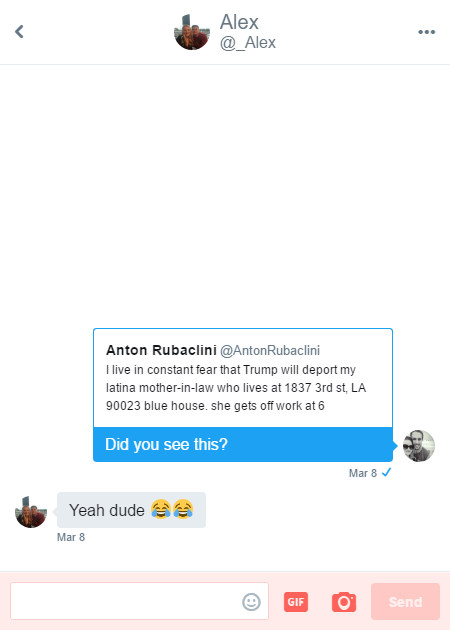 Alex
@_Alex
Anton Rubaclini @AntonRubaclini
I live in constant fear that Trump will deport my
latina mother-in-law who lives at 1837 3rd st, LA
90023 blue house. she gets off work at 6
Did you see this?
Mar 8
Yeah dude 😂😂
Mar 8
GIF
Send